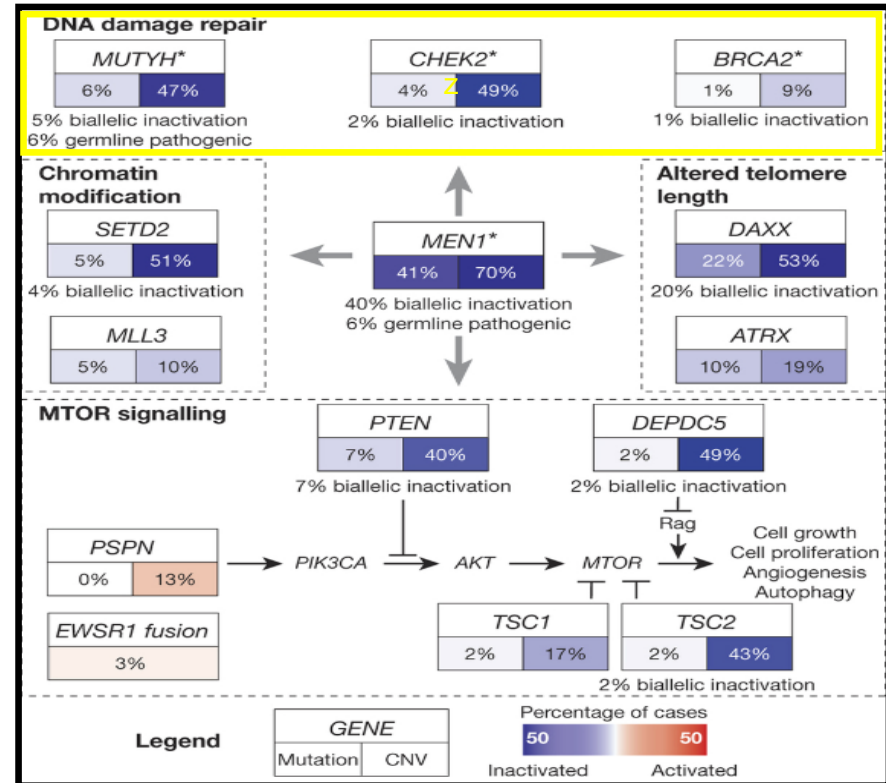 DNA damage repair
MUTYH*
6% 47%
5% biallelic inactivation
6% germline pathogenic
CHEK2*
4% Z 49%
2% biallelic inactivation
BRCA2*
1% 9%
1% biallelic inactivation
Chromatin
modification
SETD2
5% 51%
4% biallelic inactivation
MLL3
5% 10%
MEN1*
41% 70%
40% biallelic inactivation
6% germline pathogenic
Altered telomere
length
DAXX
22% 53%
20% biallelic inactivation
ATRX
10% 19%
MTOR signalling
PTEN
7% 40%
7% biallelic inactivation
DEPDC5
2% 49%
2% biallelic inactivation
Rag
PSPN
0% 13%
PIK3CA
AKT
MTOR
Cell growth
Cell proliferation
Angiogenesis
Autophagy
EWSR1 fusion
3%
TSC1
2% 17%
TSC2
2% 43%
2% biallelic inactivation
Legend
GENE
Mutation CNV
Percentage of cases
50 50
Inactivated Activated